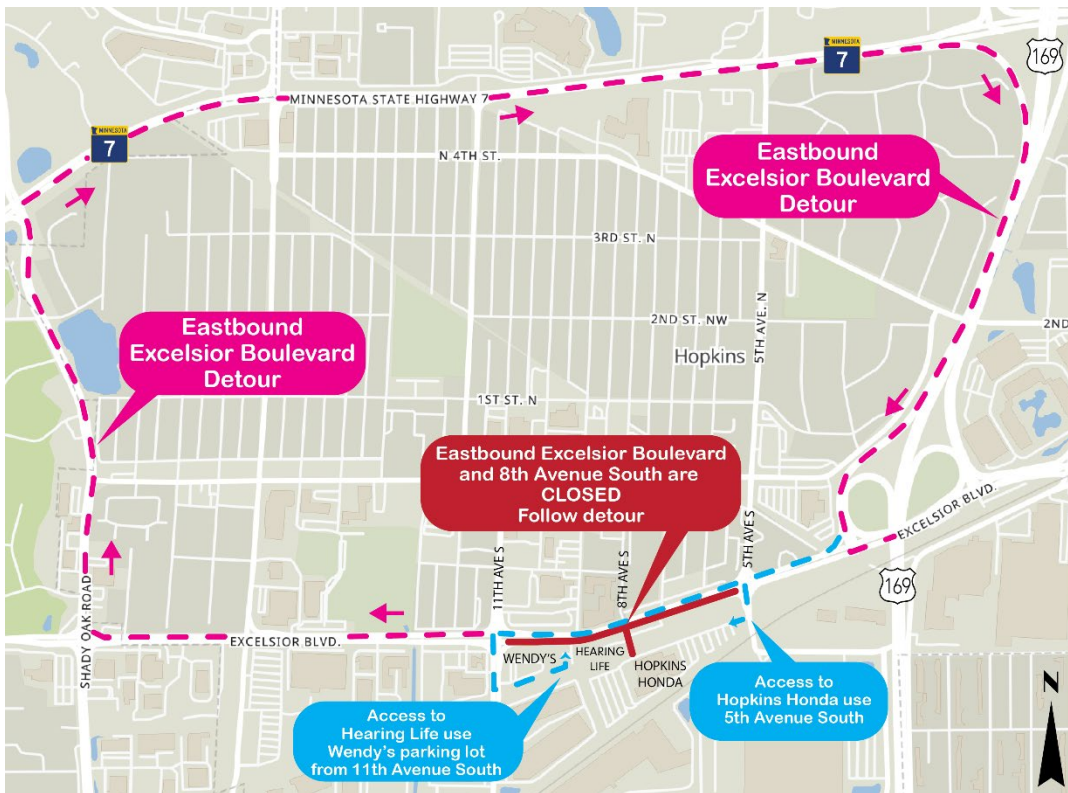 MINNESOTA
7
169
MINNESOTA STATE HIGHWAY 7
MINNESOTA
7
N 4TH ST.
Eastbound
Excelsior Boulevard
Detour
3RD ST. N
5TH AVE. N
2ND ST. NW
2ND
Hopkins
Eastbound
Excelsior Boulevard
Detour
1ST ST. N
Eastbound Excelsior Boulevard
and 8th Avenue South are
CLOSED
Follow detour
EXCELSIOR BLVD.
11TH AVE S
8TH AVE S
5TH AVE S
169
SHADY OAK ROAD
EXCELSIOR BLVD.
WENDY'S
HEARING
LIFE
HOPKINS
HONDA
Access to
Hopkins Honda use
5th Avenue South
Access to
Hearing Life use
Wendy's parking lot
from 11th Avenue South
N